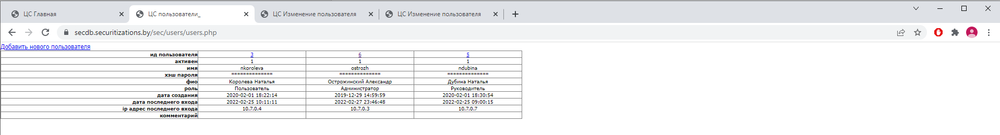 ЦС Главная
ЦС пользователи_
ЦС Изменение пользователя
ЦС Изменение пользователя
secdb.securitizations.by/sec/users/users.php
Добавить нового пользователя
ид пользователя 3 6 5
активен 1 1 1
имя nkoroleva ostrozh ndubina
хэш пароля ************** ************** **************
фио Королева Наталья Острожинский Александр Дубина Наталья
роль Пользователь Администратор Руководитель
дата создания 2020-02-01 18:22:14 2019-12-29 14:59:59 2020-02-01 18:30:54
дата последнего входа 2022-02-25 10:11:11 2022-02-27 23:46:48 2022-02-25 09:00:15
ip адрес последнего входа 10.7.0.4 10.7.0.3 10.7.0.7
комментарий